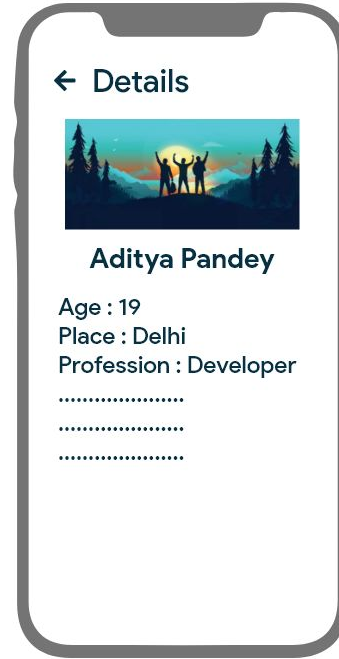 ← Details
Aditya Pandey
Age : 19
Place : Delhi
Profession : Developer
.....................
.....................
.....................